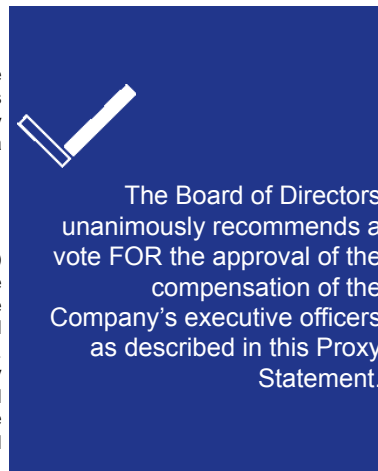 The Board of Directors
unanimously recommends a
vote FOR the approval of the
compensation of the
Company’s executive officers
as described in this Proxy
Statement.